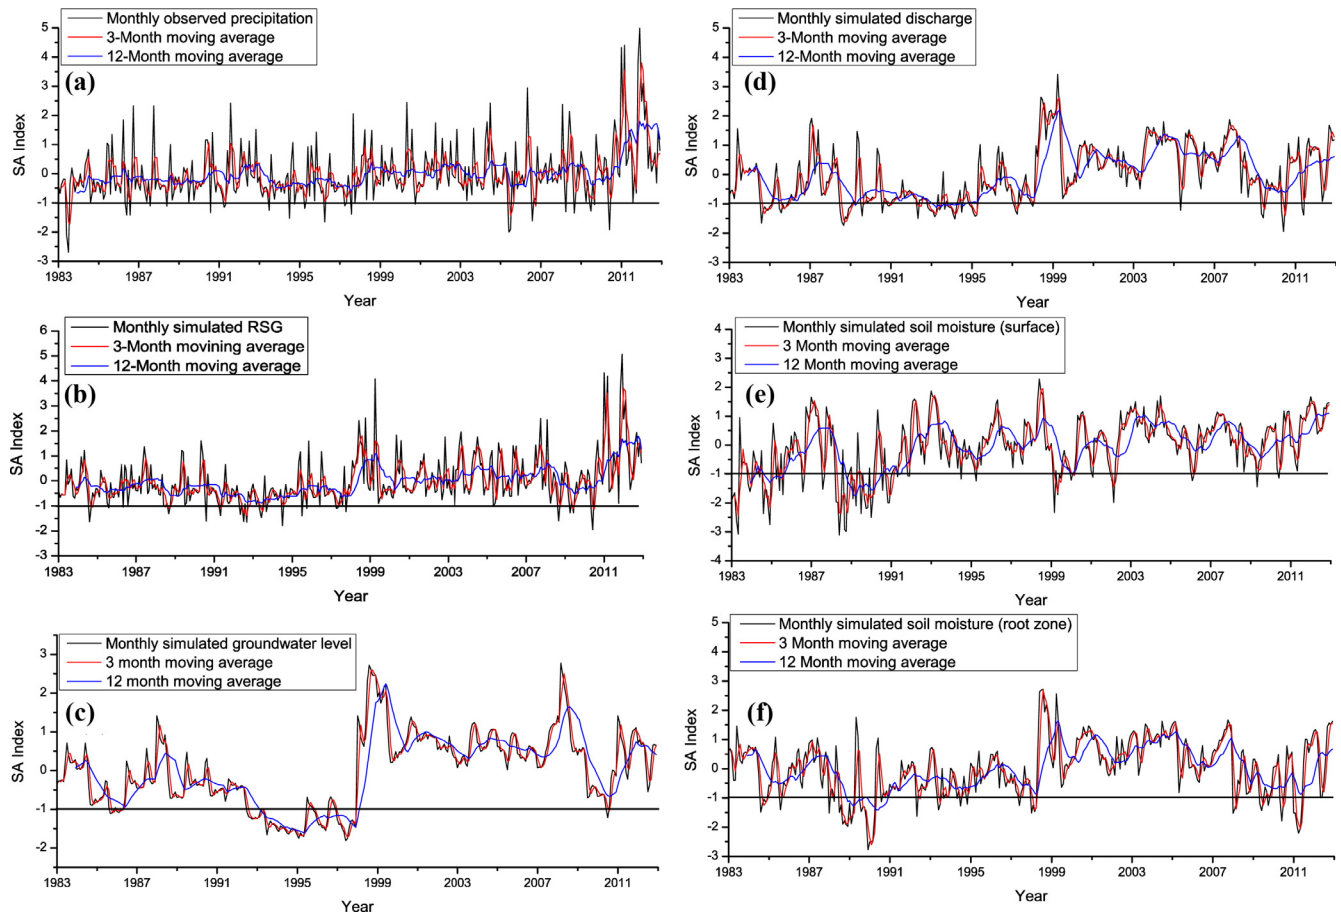 Monthly observed precipitation
3-Month moving average
12-Month moving average
(a)
SA Index
5
4
3
2
1
0
-1
-2
-3
1983 1987 1991 1995 1999 2003 2007 2011
Year
Monthly simulated RSG
3-Month movining average
12-Month moving average
(b)
SA Index
6
5
4
3
2
1
0
-1
-2
-3
1983 1987 1991 1995 1999 2003 2007 2011
Year
Monthly simulated groundwater level
3 month moving average
12 month moving average
(c)
SA Index
3
2
1
0
-1
-2
1983 1987 1991 1995 1999 2003 2007 2011
Year
Monthly simulated discharge
3-Month moving average
12-Month moving average
(d)
SA Index
5
4
3
2
1
0
-1
-2
-3
1983 1987 1991 1995 1999 2003 2007 2011
Year
Monthly simulated soil moisture (surface)
3 Month moving average
12 Month moving average
(e)
SA Index
4
3
2
1
0
-1
-2
-3
-4
1983 1987 1991 1995 1999 2003 2007 2011
Year
Monthly simulated soil moisture (root zone)
3 Month moving average
12 Month moving average
(f)
SA Index
5
4
3
2
1
0
-1
-2
-3
1983 1987 1991 1995 1999 2003 2007 2011
Year